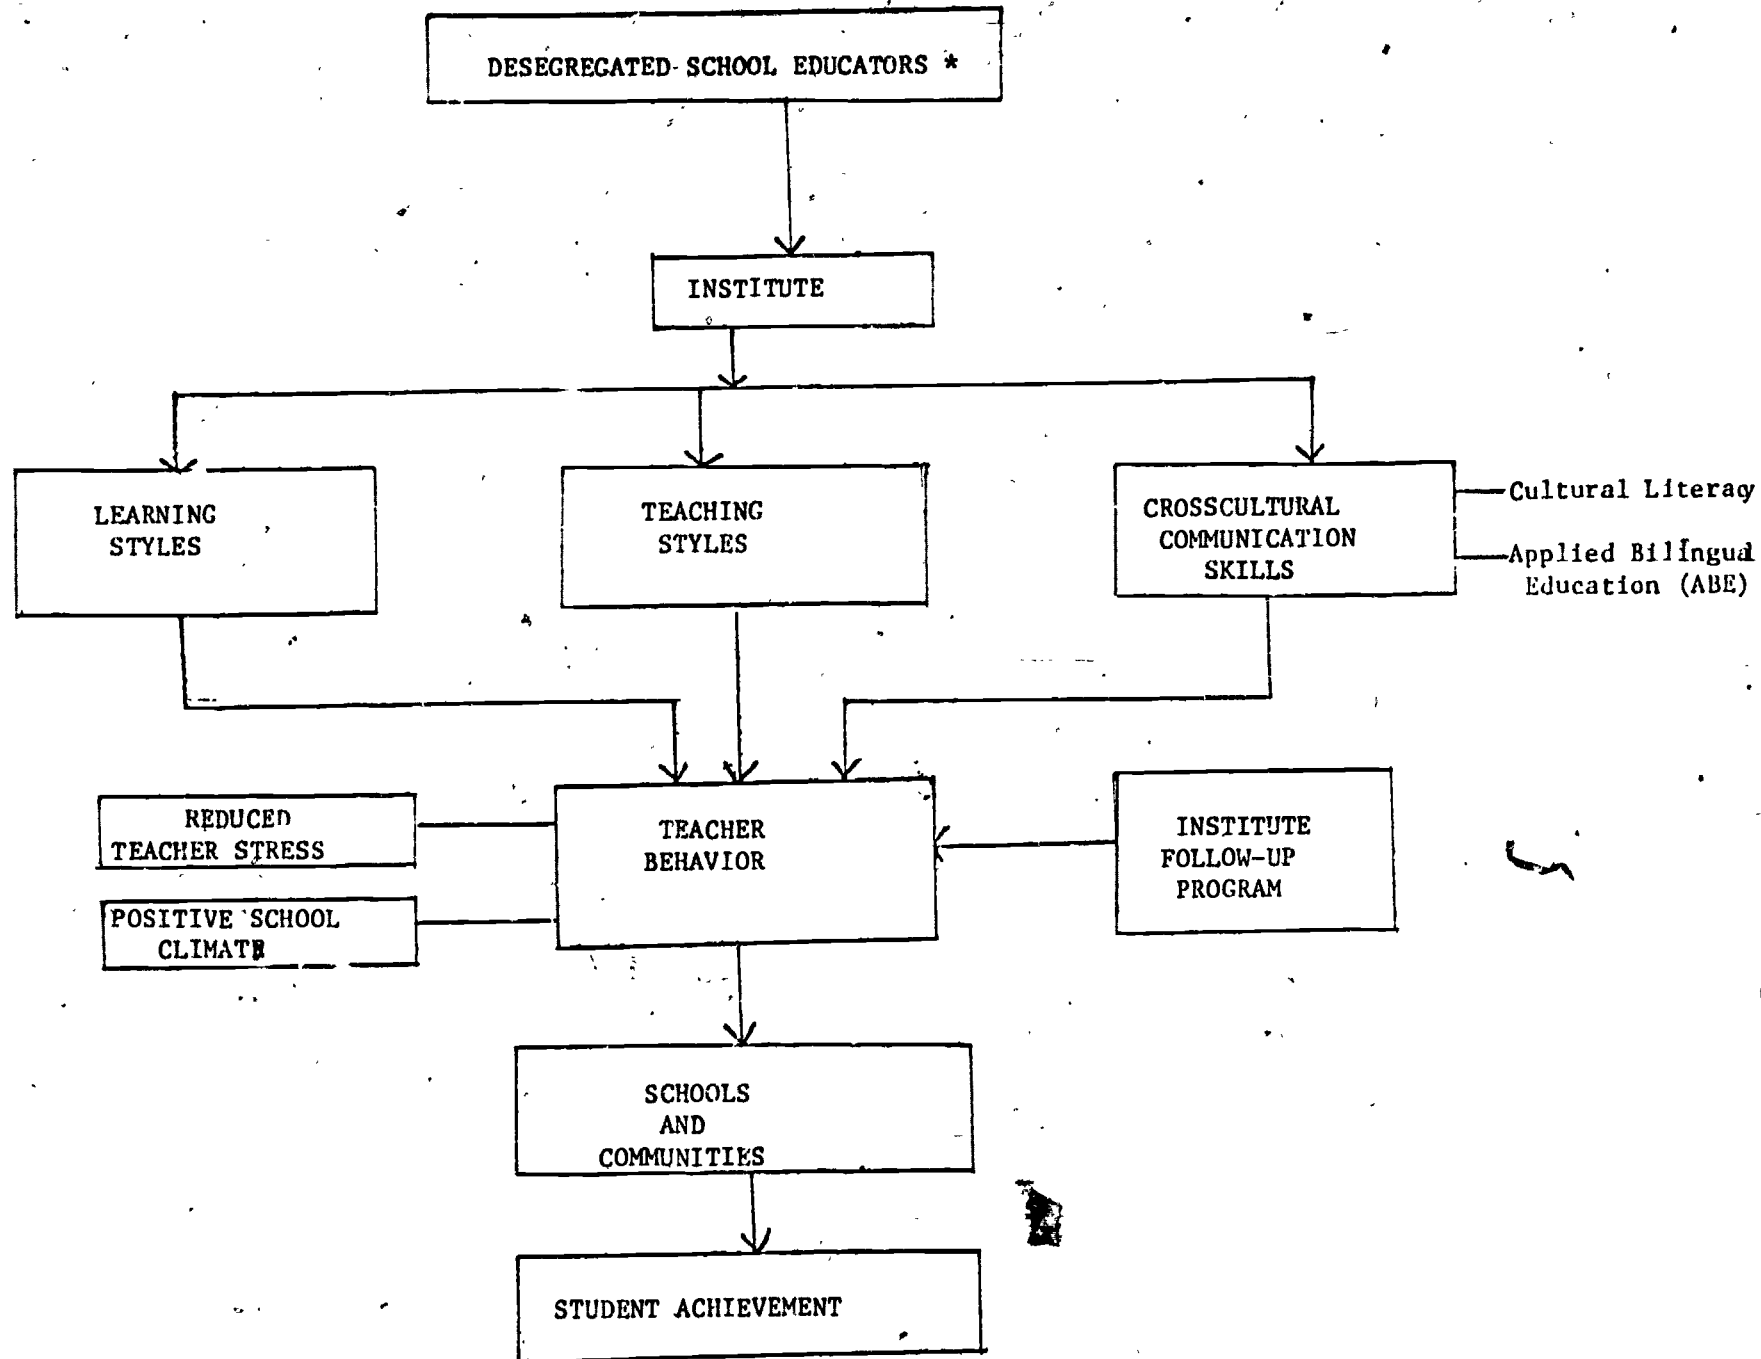 DESEGREGATED SCHOOL EDUCATORS *
INSTITUTE
LEARNING
STYLES
TEACHING
STYLES
CROSSCULTURAL
COMMUNICATION
SKILLS
Cultural Literacy
Applied Bilingual
Education (ABE)
REDUCED
TEACHER STRESS
POSITIVE SCHOOL
CLIMATE
TEACHER
BEHAVIOR
INSTITUTE
FOLLOW-UP
PROGRAM
SCHOOLS
AND
COMMUNITIES
STUDENT ACHIEVEMENT